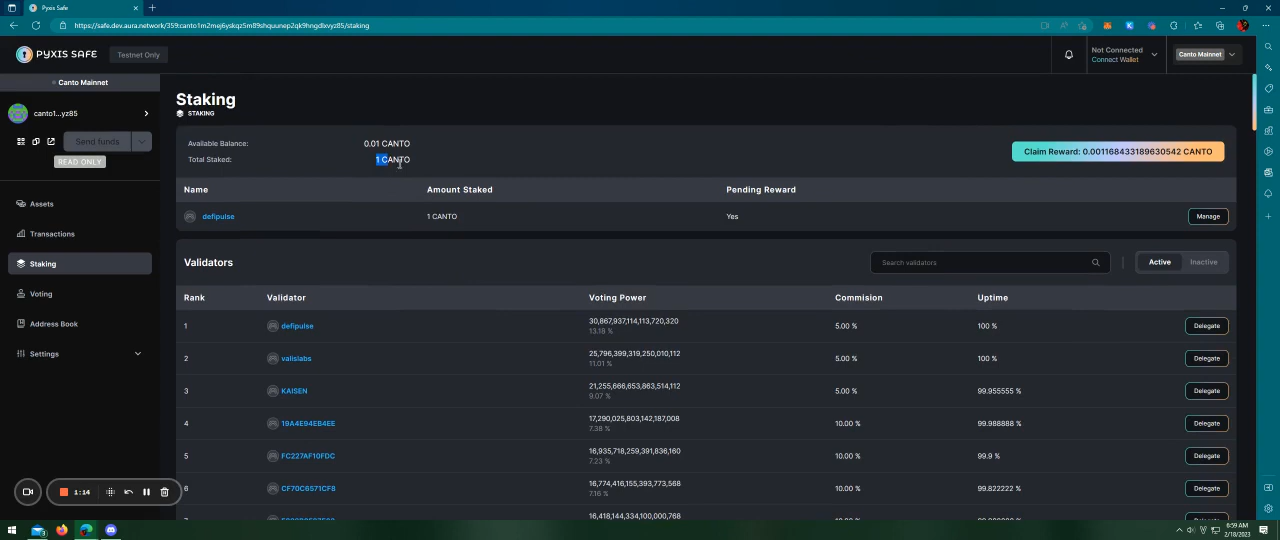 Pyxis Safe
https://safe.dev.aura.network/359:canto1m2mej6yskqz5m89shquunep2qk9hngdlxvyz85/staking
PYXIS SAFE
Testnet Only
Not Connected
Connect Wallet
Canto Mainnet
Canto Mainnet
canto1...yz85
Send funds
READ ONLY
Assets
Transactions
Staking
Voting
Address Book
Settings
Staking
STAKING
Available Balance: 0.01 CANTO
Total Staked: 1 CANTO
Claim Reward: 0.001168433189630542 CANTO
Name Amount Staked Pending Reward
defipulse 1 CANTO Yes Manage
Validators
Search validators
Active Inactive
Rank Validator Voting Power Commision Uptime
1 defipulse 30,867,937,114,113,720,320 5.00 % 100 % Delegate
13.18 %
2 valislabs 25,796,399,319,250,010,112 5.00 % 100 % Delegate
11.01 %
3 KAISEN 21,255,666,653,863,514,112 5.00 % 99.955555 % Delegate
9.07 %
4 19A4E94EB4EE 17,290,025,803,142,187,008 10.00 % 99.988888 % Delegate
7.38 %
5 FC227AF10FDC 16,935,718,259,391,836,160 10.00 % 99.9 % Delegate
7.23 %
6 CF70C6571CF8 16,774,416,155,393,773,568 10.00 % 99.822222 % Delegate
7.16 %
16,418,144,334,100,000,768
1:14
6:59 AM
2/18/2023